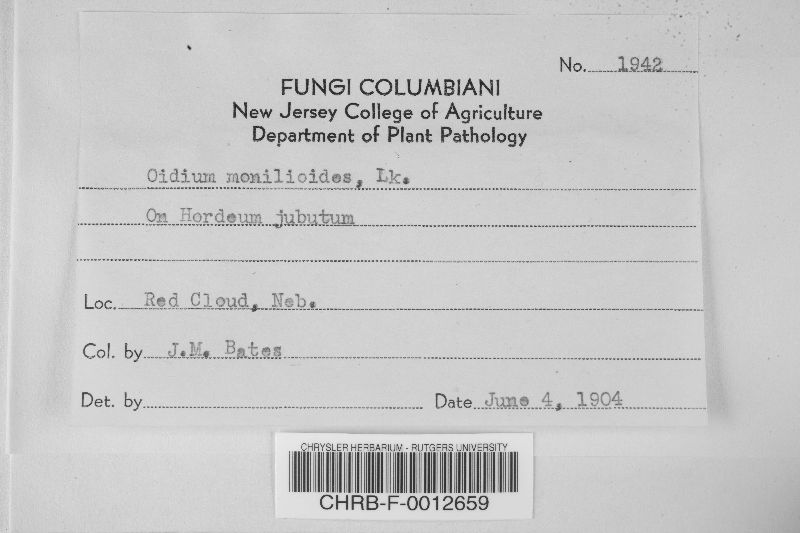 No. 1942
FUNGI COLUMBIANI
New Jersey College of Agriculture
Department of Plant Pathology
Oidium monilioides, Lk.
On Hordeum jubutum
Loc. Red Cloud, Neb.
Col. by J.M. Bates
Det. by
Date June 4, 1904
CHRYSLER HERBARIUM - RUTGERS UNIVERSITY
CHRB-F-0012659